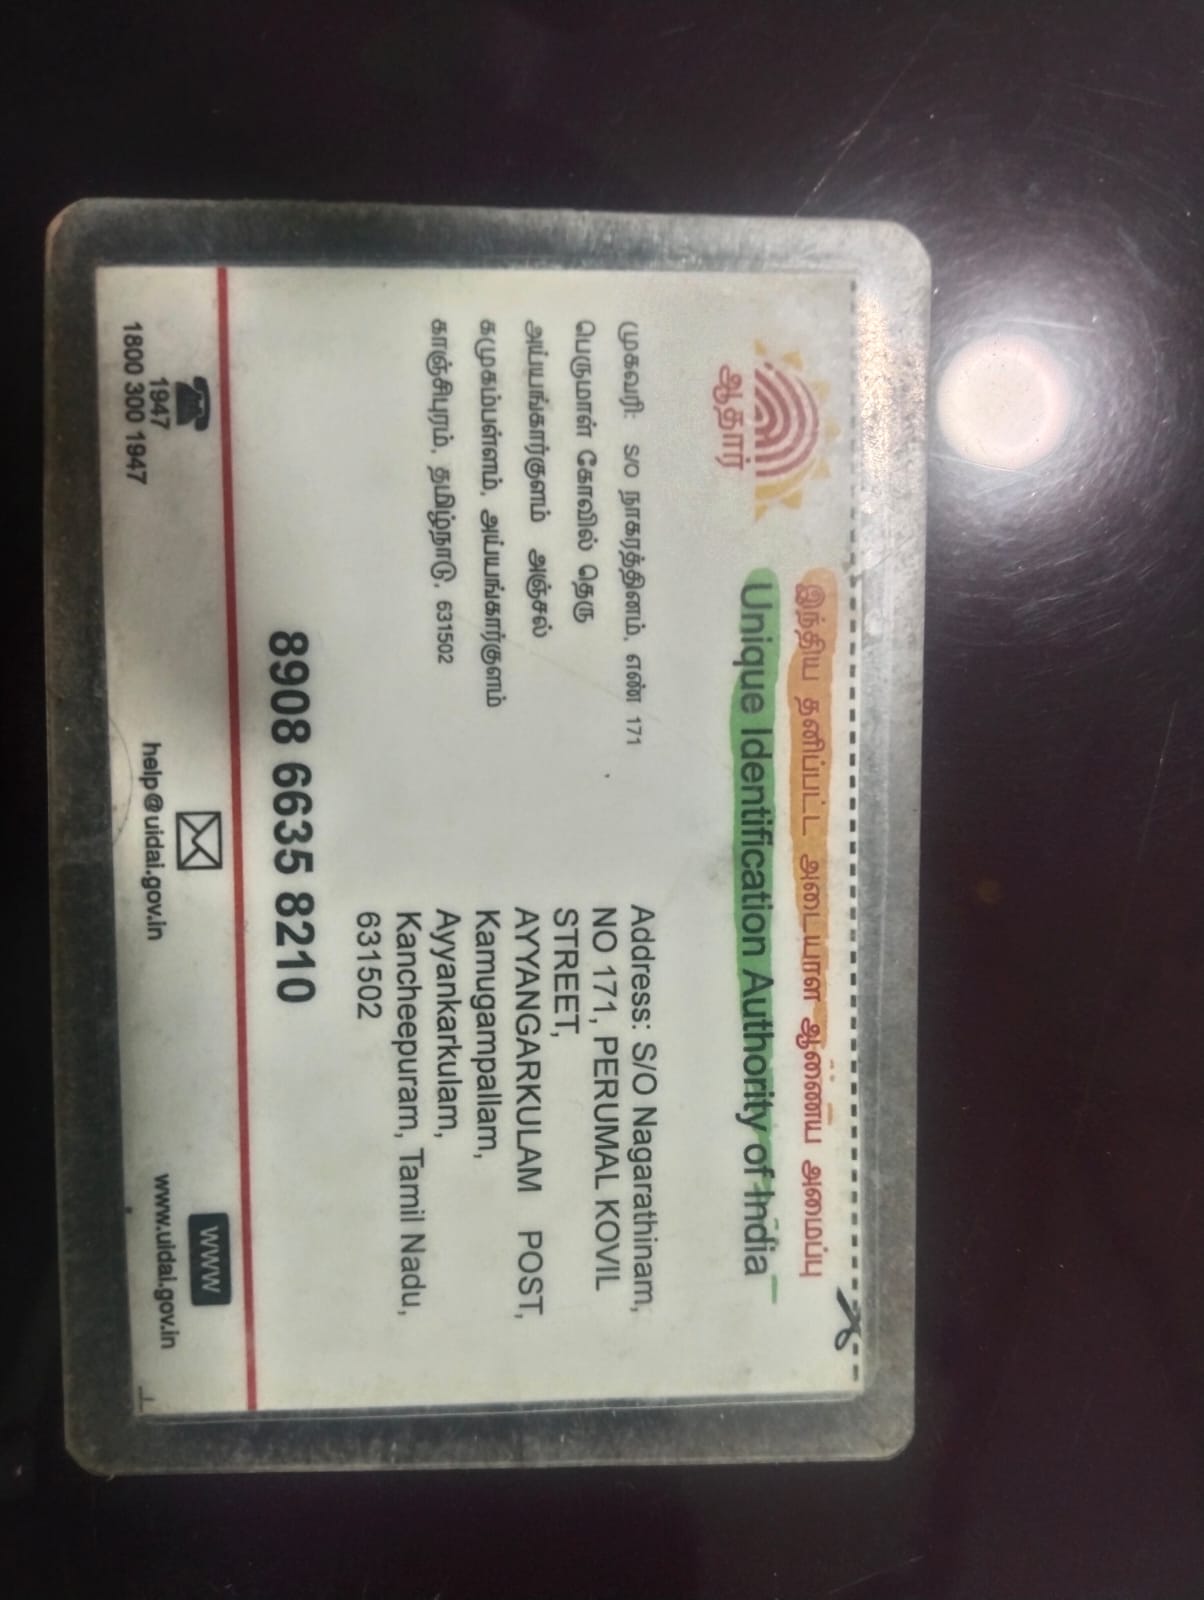 இந்திய தனிப்பட்ட அடையாள ஆணைய அமைப்பு
Unique Identification Authority of India
ஆதார்
முகவரி: S/O நாகரத்தினம், எண் 171
பெருமாள் கோவில் தெரு
அய்யங்கார்குளம் அஞ்சல்
கமுகம்பள்ளம், அய்யங்கார்குளம்
காஞ்சிபுரம், தமிழ்நாடு, 631502
Address: S/O Nagarathinam,
NO 171, PERUMAL KOVIL
STREET,
AYYANGARKULAM POST,
Kamugampallam,
Ayyankarkulam,
Kancheepuram, Tamil Nadu,
631502
8908 6635 8210
1947
1800 300 1947
help@uidai.gov.in
www
www.uidai.gov.in